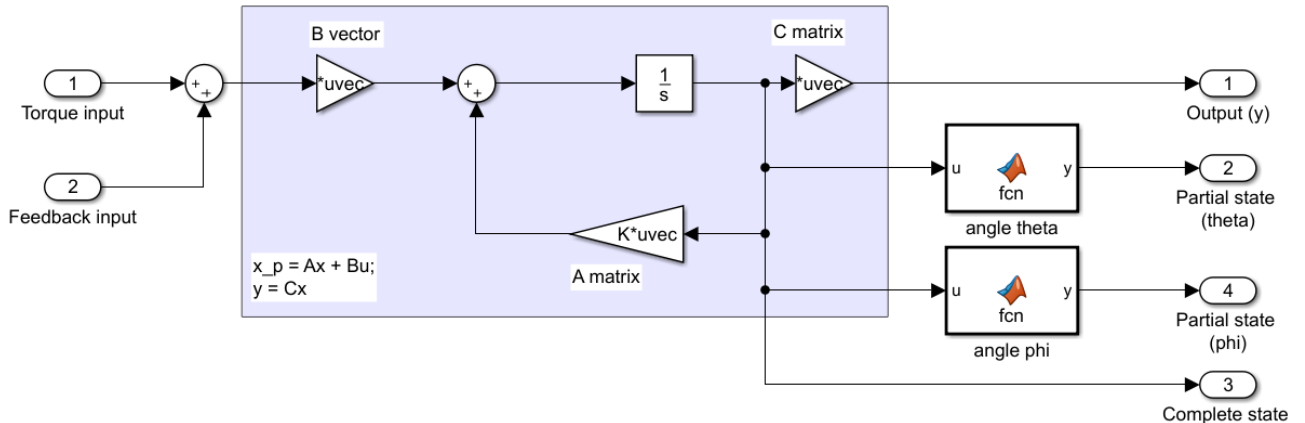 B vector
C matrix
1
Torque input
+
+
*uvec
+
+
1
s
*uvec
1
Output (y)
2
Feedback input
u
fcn
y
angle theta
2
Partial state
(theta)
K*uvec
A matrix
x_p = Ax + Bu;
y = Cx
u
fcn
y
angle phi
4
Partial state
(phi)
3
Complete state